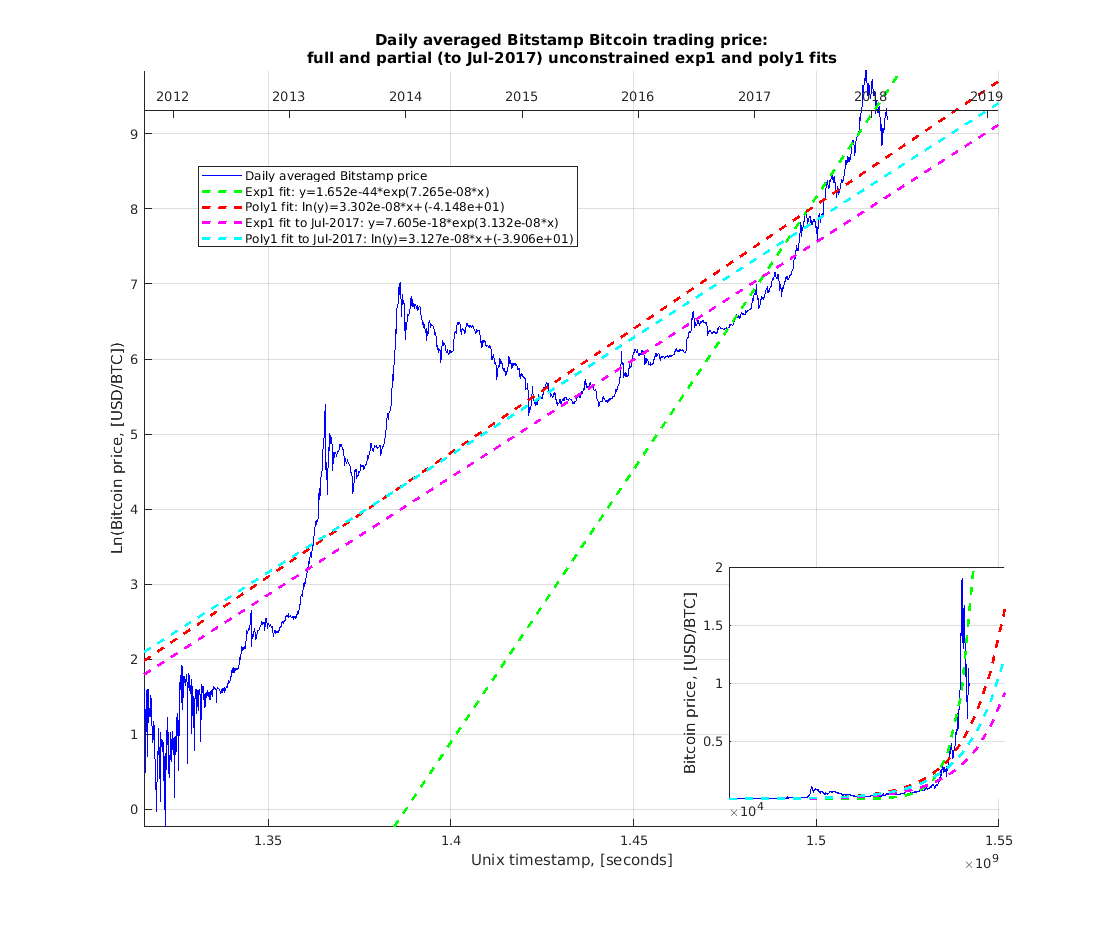 Daily averaged Bitstamp Bitcoin trading price:
full and partial (to Jul-2017) unconstrained exp1 and poly1 fits
2012 2013 2014 2015 2016 2017 2018 2019
Daily averaged Bitstamp price
Exp1 fit: y=1.652e-44*exp(7.265e-08*x)
Poly1 fit: ln(y)=3.302e-08*x+(-4.148e+01)
Exp1 fit to Jul-2017: y=7.605e-18*exp(3.132e-08*x)
Poly1 fit to Jul-2017: ln(y)=3.127e-08*x+(-3.906e+01)
Ln(Bitcoin price, [USD/BTC])
9
8
7
6
5
4
3
2
1
0
Bitcoin price, [USD/BTC]
2
1.5
1
0.5
×10⁴
1.35 1.4 1.45 1.5 1.55
Unix timestamp, [seconds]
×10⁹